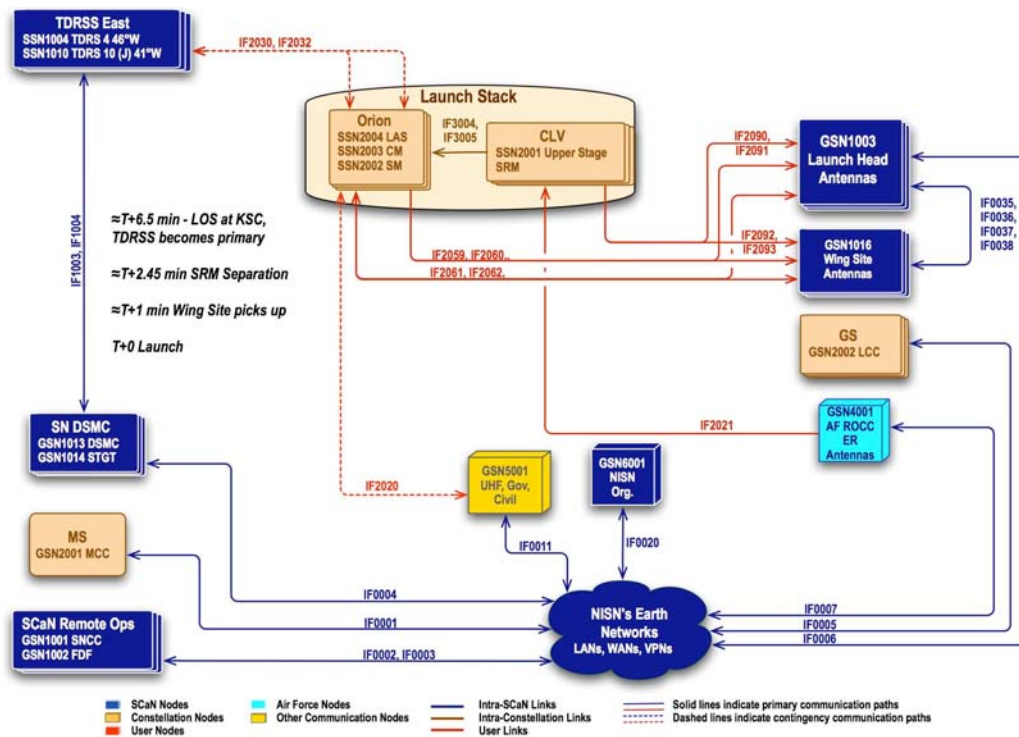 TDRSS East
SSN1004 TDRS 4 46°W
SSN1010 TDRS 10 (J) 41°W
IF2030, IF2032
Launch Stack
Orion
SSN2004 LAS
SSN2003 CM
SSN2002 SM
IF3004,
IF3005
CLV
SSN2001 Upper Stage
SRM
IF2090,
IF2091
GSN1003
Launch Head
Antennas
IF0035,
IF0036,
IF0037,
IF0038
IF1003, IF1004
≈T+6.5 min - LOS at KSC,
TDRSS becomes primary
≈T+2.45 min SRM Separation
≈T+1 min Wing Site picks up
T+0 Launch
IF2059, IF2060,,
IF2061, IF2062,
IF2092,
IF2093
GSN1016
Wing Site
Antennas
GS
GSN2002 LCC
SN DSMC
GSN1013 DSMC
GSN1014 STGT
IF2021
GSN4001
AF ROCC
ER
Antennas
GSN5001
UHF, Gov,
Civil
GSN6001
NISN
Org.
IF2020
MS
GSN2001 MCC
IF0011
IF0020
IF0004
IF0001
IF0002, IF0003
SCaN Remote Ops
GSN1001 SNCC
GSN1002 FDF
NISN's Earth
Networks
LANs, WANs, VPNs
IF0007
IF0005
IF0006
SCaN Nodes
Constellation Nodes
User Nodes
Air Force Nodes
Other Communication Nodes
Intra-SCaN Links
Intra-Constellation Links
User Links
Solid lines indicate primary communication paths
Dashed lines indicate contingency communication paths